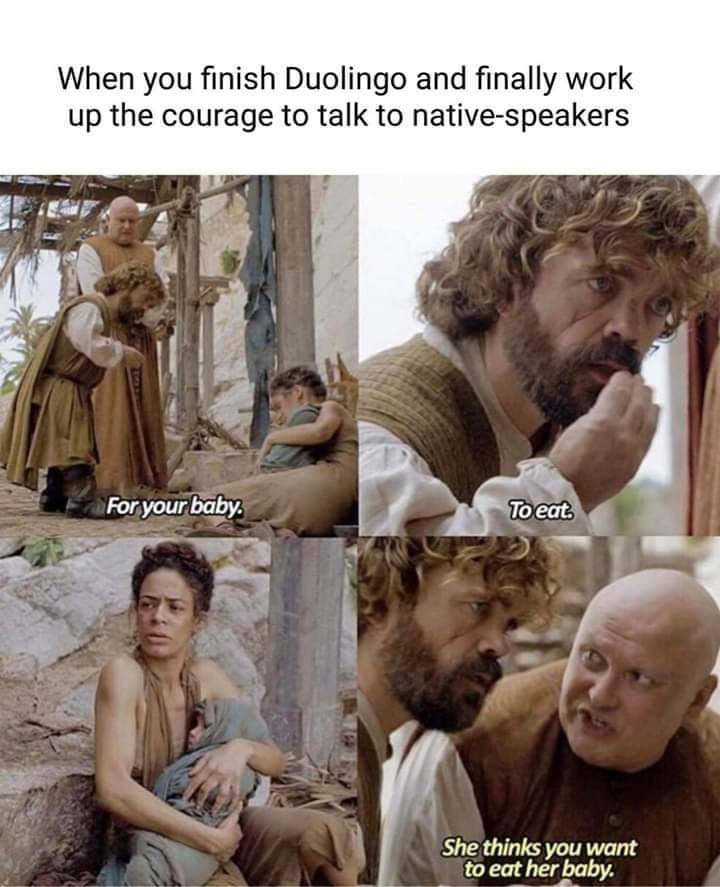 When you finish Duolingo and finally work
up the courage to talk to native-speakers
For your baby.
To eat.
She thinks you want
to eat her baby.